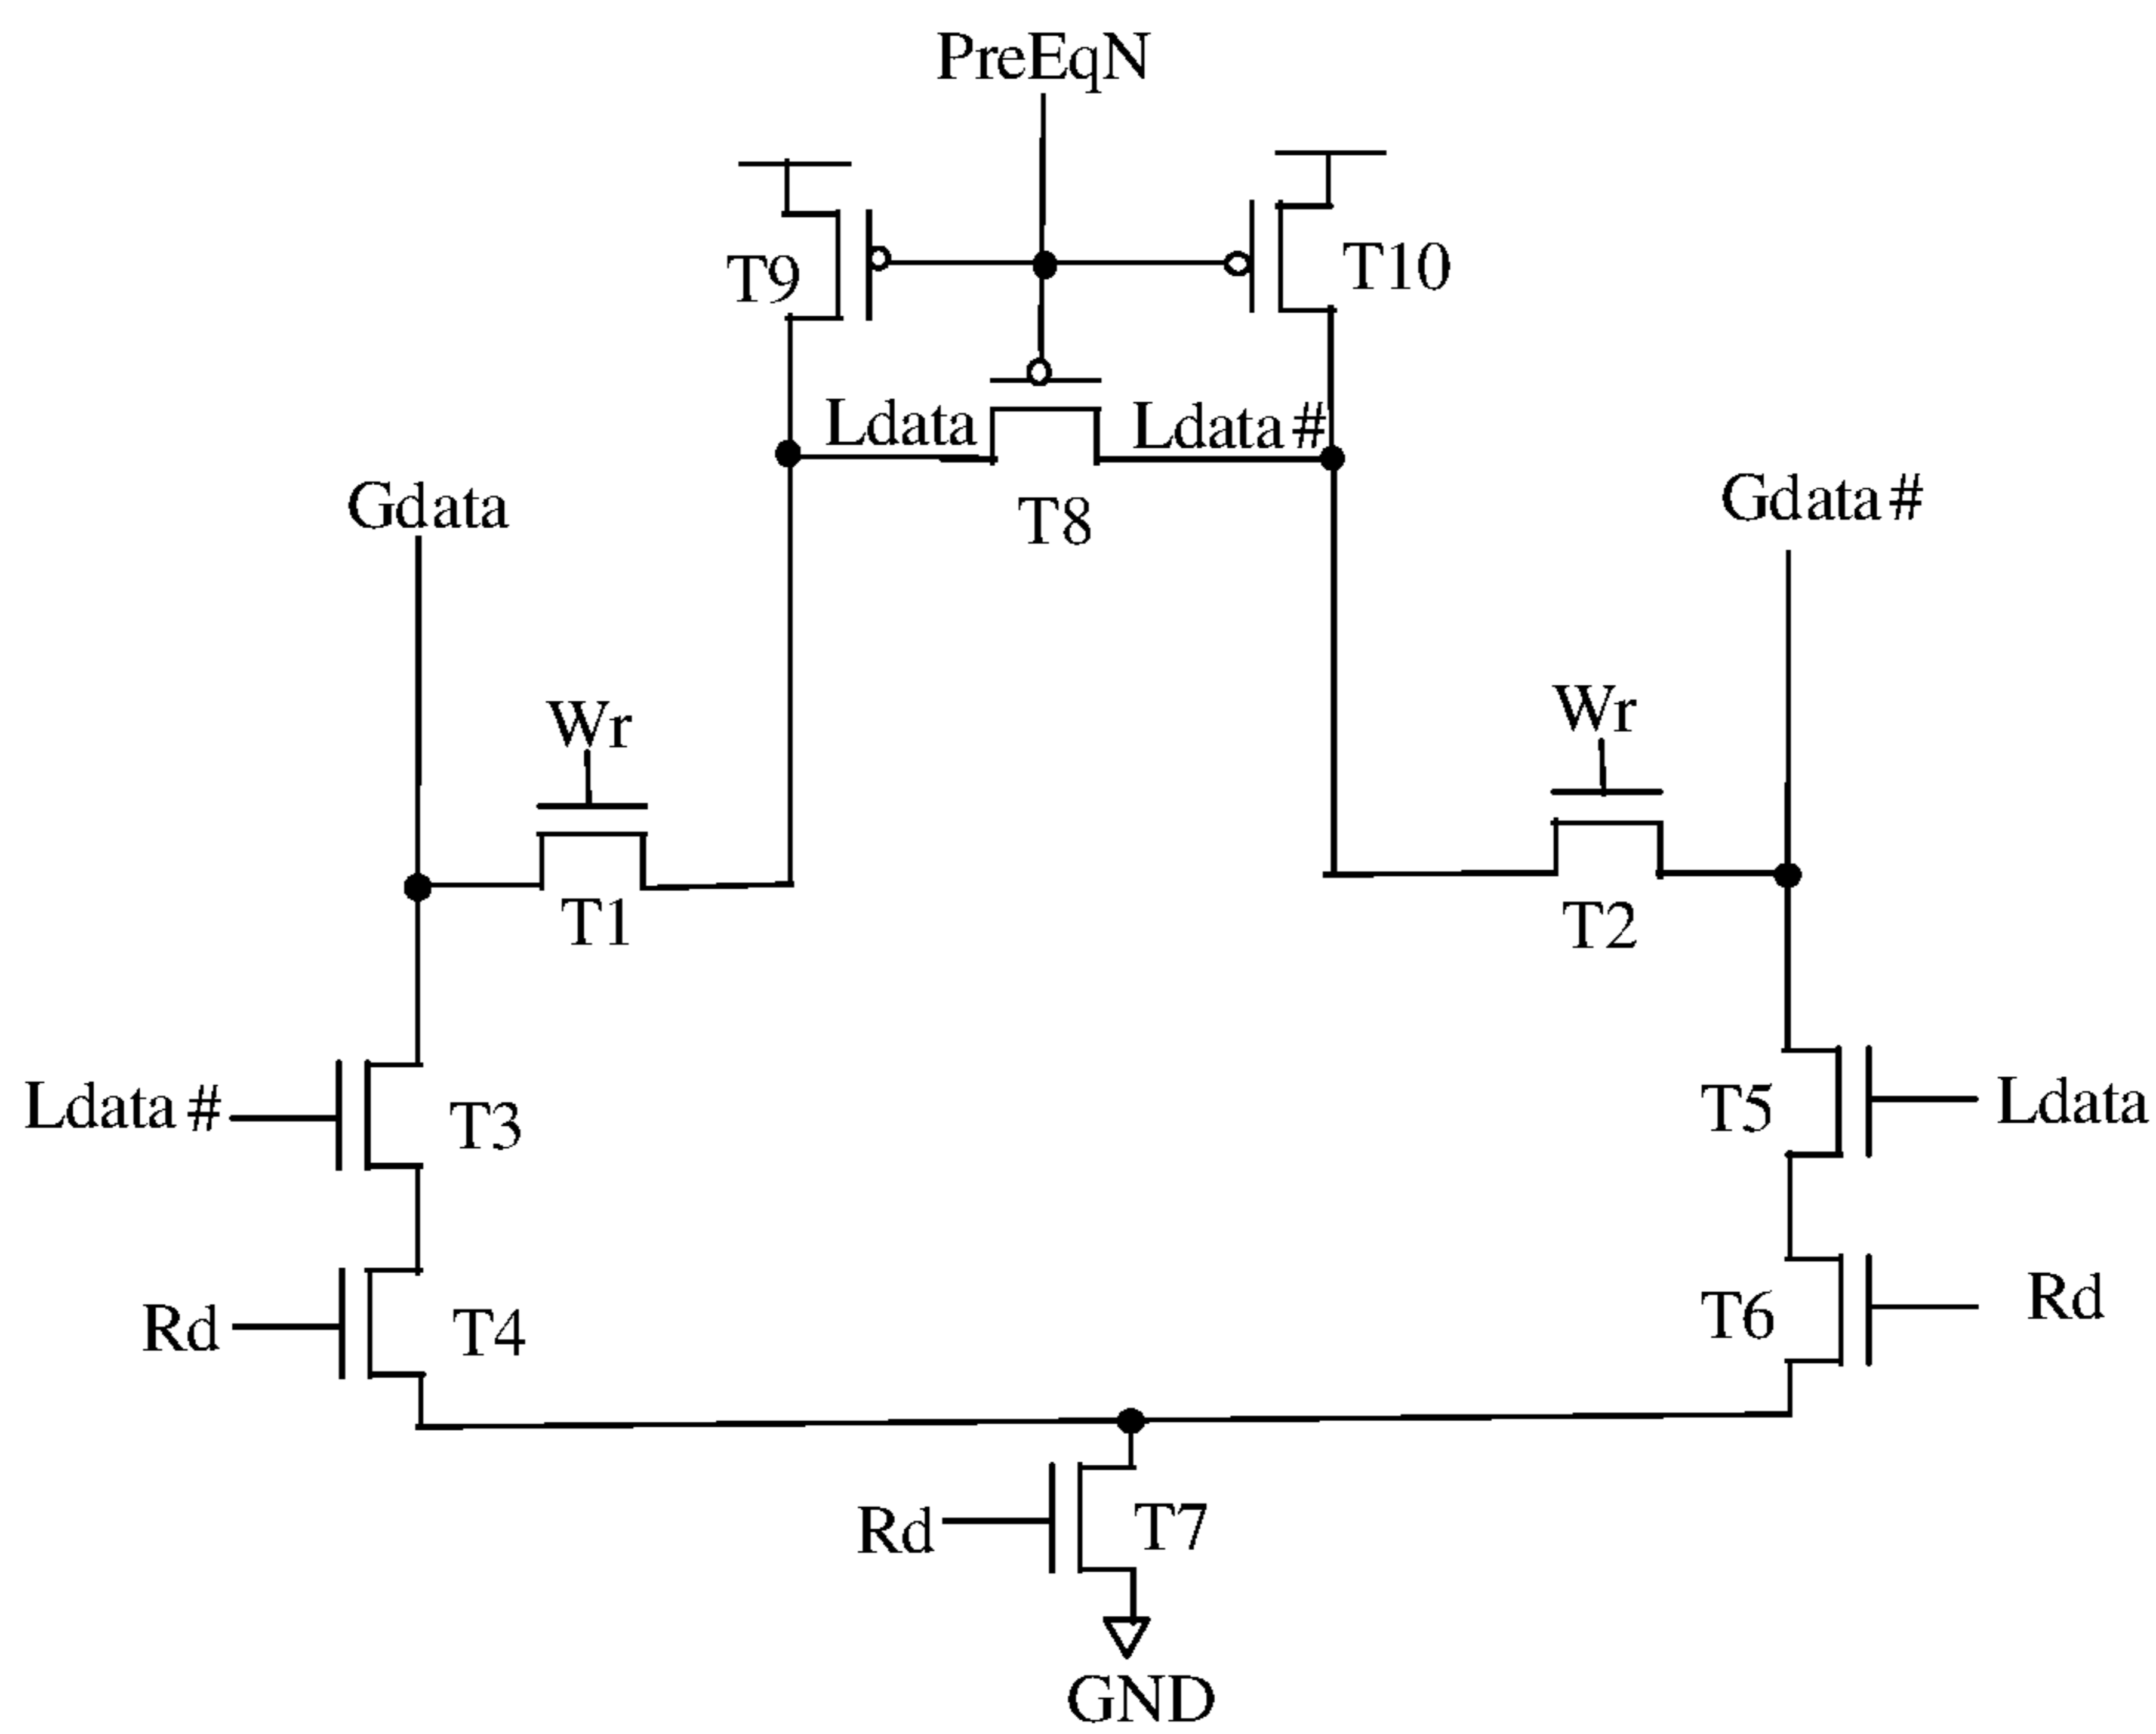 PreEqN
T9
T10
Ldata
Ldata #
T8
Gdata
Gdata #
Wr
Wr
T1
T2
Ldata #
T3
T5
Ldata
Rd
T4
T6
Rd
Rd
T7
GND